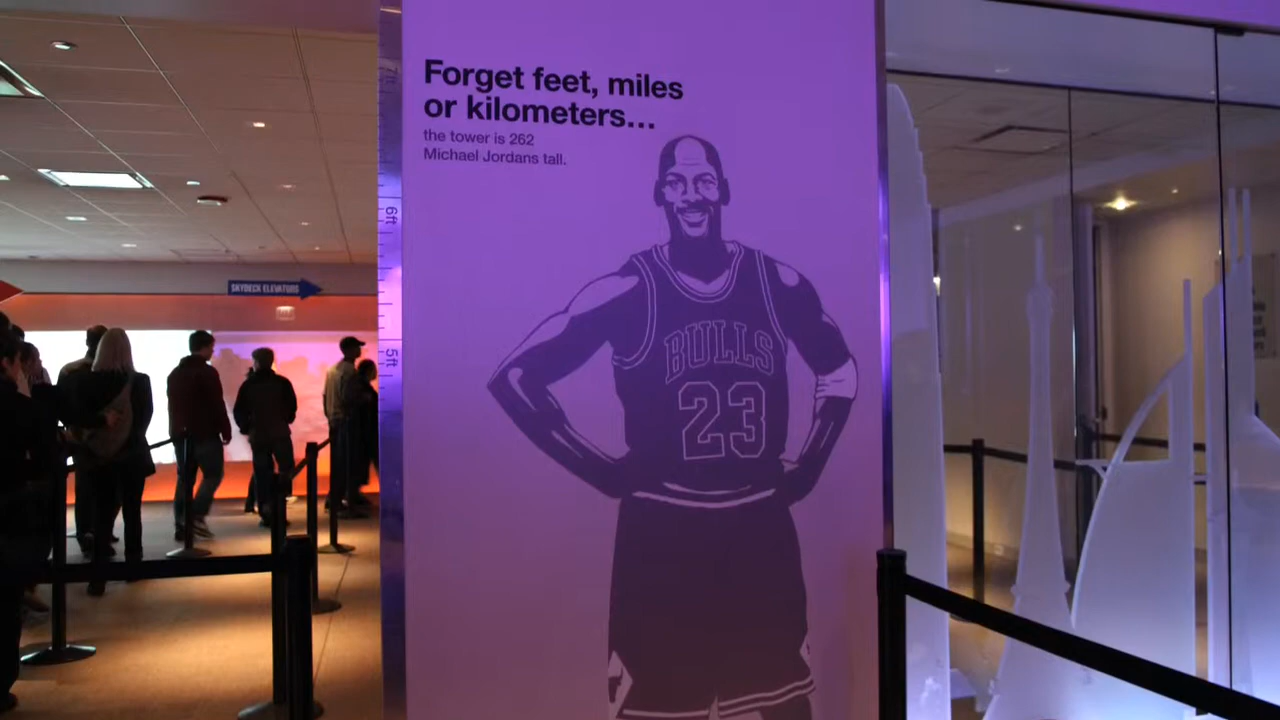 Forget feet, miles
or kilometers...
the tower is 262
Michael Jordans tall.
6ft
SKYDECK ELEVATORS
5ft
BULLS
23